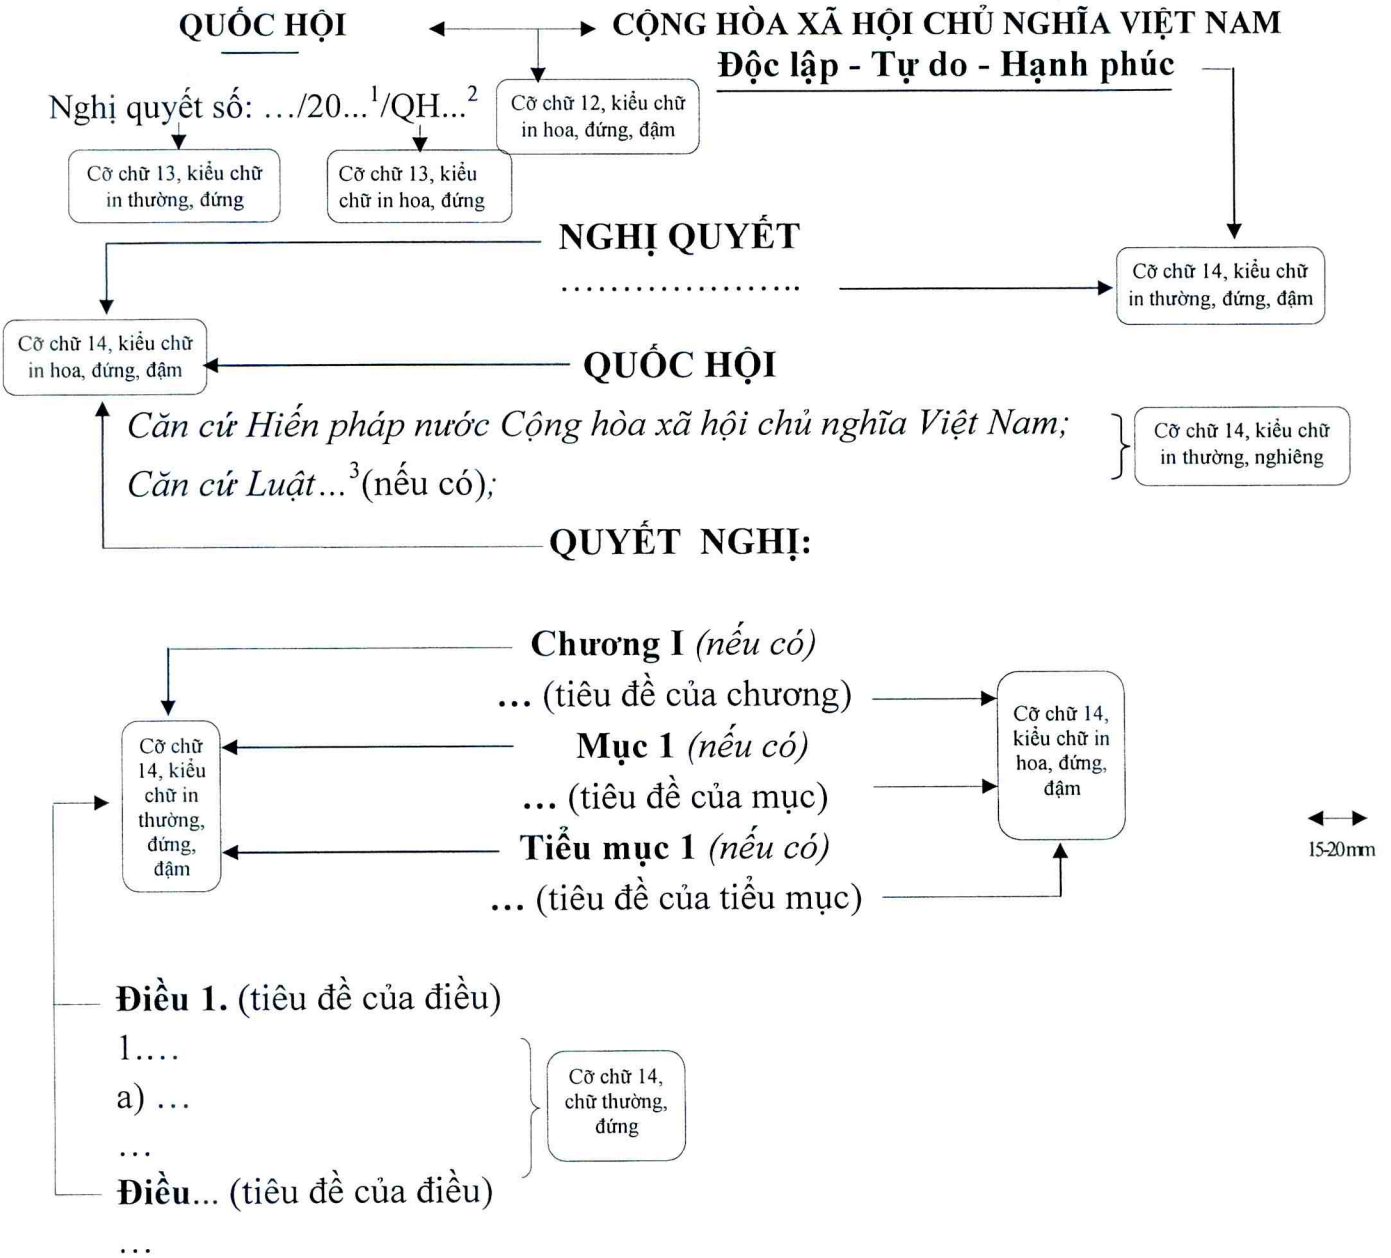 QUỐC HỘI
CỘNG HÒA XÃ HỘI CHỦ NGHĨA VIỆT NAM
Độc lập - Tự do - Hạnh phúc
Nghị quyết số: .../20...1/QH...2
Cỡ chữ 12, kiểu chữ
in hoa, đứng, đậm
Cỡ chữ 13, kiểu chữ
in thường, đứng
Cỡ chữ 13, kiểu
chữ in hoa, đứng
NGHỊ QUYẾT
....................
Cỡ chữ 14, kiểu chữ
in thường, đứng, đậm
Cỡ chữ 14, kiểu chữ
in hoa, đứng, đậm
QUỐC HỘI
Căn cứ Hiến pháp nước Cộng hòa xã hội chủ nghĩa Việt Nam;
Căn cứ Luật...3(nếu có);
Cỡ chữ 14, kiểu chữ
in thường, nghiêng
QUYẾT NGHỊ:
Chương I (nếu có)
... (tiêu đề của chương)
Mục 1 (nếu có)
... (tiêu đề của mục)
Tiểu mục 1 (nếu có)
... (tiêu đề của tiểu mục)
Cỡ chữ
14, kiểu
chữ in
thường,
đứng,
đậm
Cỡ chữ 14,
kiểu chữ in
hoa, đứng,
đậm
15-20mm
Điều 1. (tiêu đề của điều)
1....
a) ...
...
Điều... (tiêu đề của điều)
...
Cỡ chữ 14,
chữ thường,
đứng